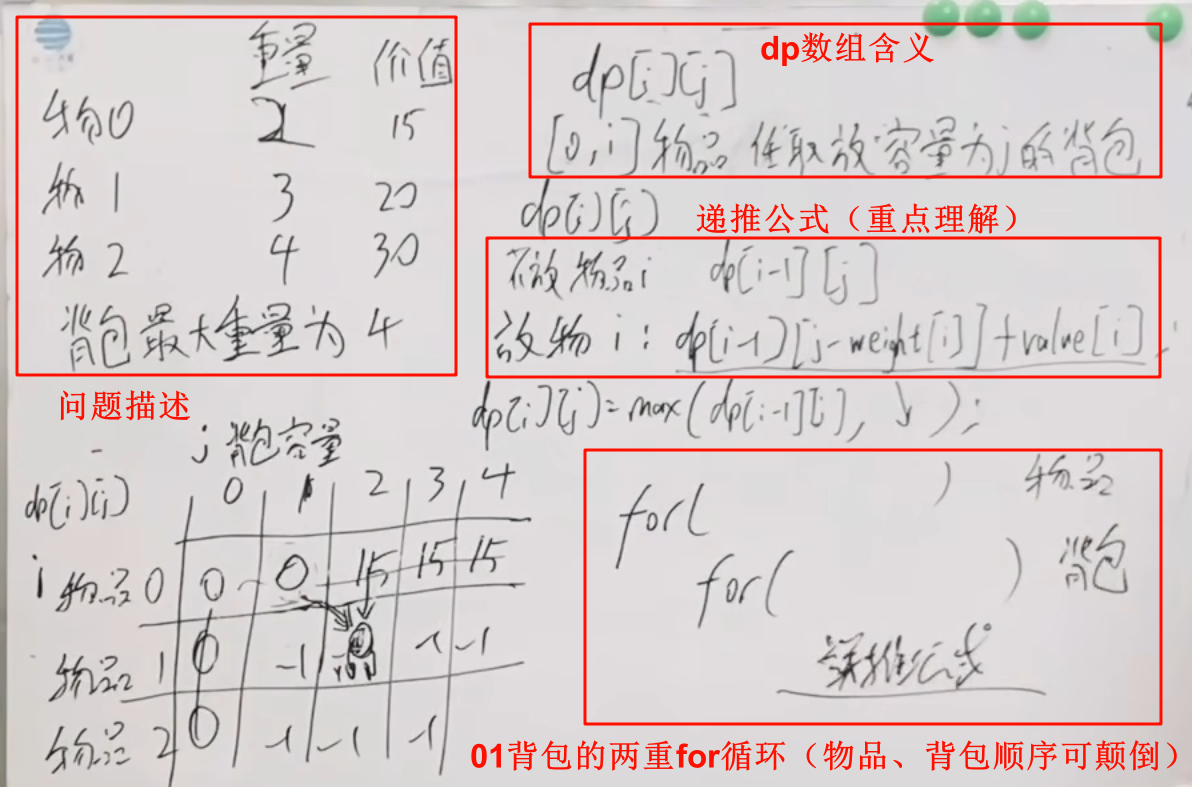 重量 价值
物0 2 15
物1 3 20
物2 4 30
背包最大重量为4
问题描述
dp数组含义
dp[i][j]
[0,i]物品任取放容量为j的背包
dp[i][j]
递推公式（重点理解）
不放物品i dp[i-1][j]
放物i: dp[i-1][j-weight[i]]+value[i];
dp[i][j]=max(dp[i-1][j], ↓ );
j 背包容量
dp[i][j] 0 1 2 3 4
i 物品0 0 0 15 15 15
物品1 0 -1 -1 -1
物品2 0 -1 -1 -1
for( ) 物品
for( ) 背包
递推公式
01背包的两重for循环（物品、背包顺序可颠倒）